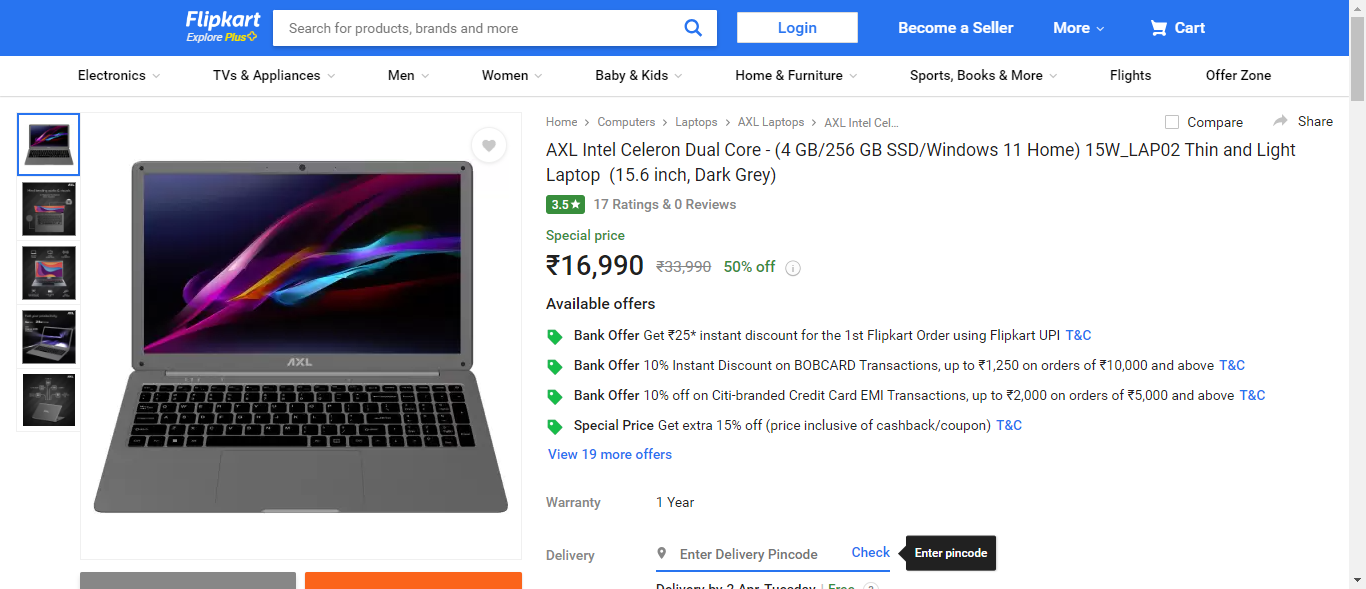 Flipkart
Explore Plus
Search for products, brands and more
Login
Become a Seller
More
Cart
Electronics
TVs & Appliances
Men
Women
Baby & Kids
Home & Furniture
Sports, Books & More
Flights
Offer Zone
Home > Computers > Laptops > AXL Laptops > AXL Intel Cel...
Compare
Share
AXL Intel Celeron Dual Core - (4 GB/256 GB SSD/Windows 11 Home) 15W_LAP02 Thin and Light
Laptop (15.6 inch, Dark Grey)
3.5★ 17 Ratings & 0 Reviews
Special price
₹16,990 ₹33,990 50% off
Available offers
Bank Offer Get ₹25* instant discount for the 1st Flipkart Order using Flipkart UPI T&C
Bank Offer 10% Instant Discount on BOBCARD Transactions, up to ₹1,250 on orders of ₹10,000 and above T&C
Bank Offer 10% off on Citi-branded Credit Card EMI Transactions, up to ₹2,000 on orders of ₹5,000 and above T&C
Special Price Get extra 15% off (price inclusive of cashback/coupon) T&C
View 19 more offers
Warranty 1 Year
Delivery Enter Delivery Pincode Check Enter pincode
Delivery by 2 Apr, Tuesday | Free ?
AXL